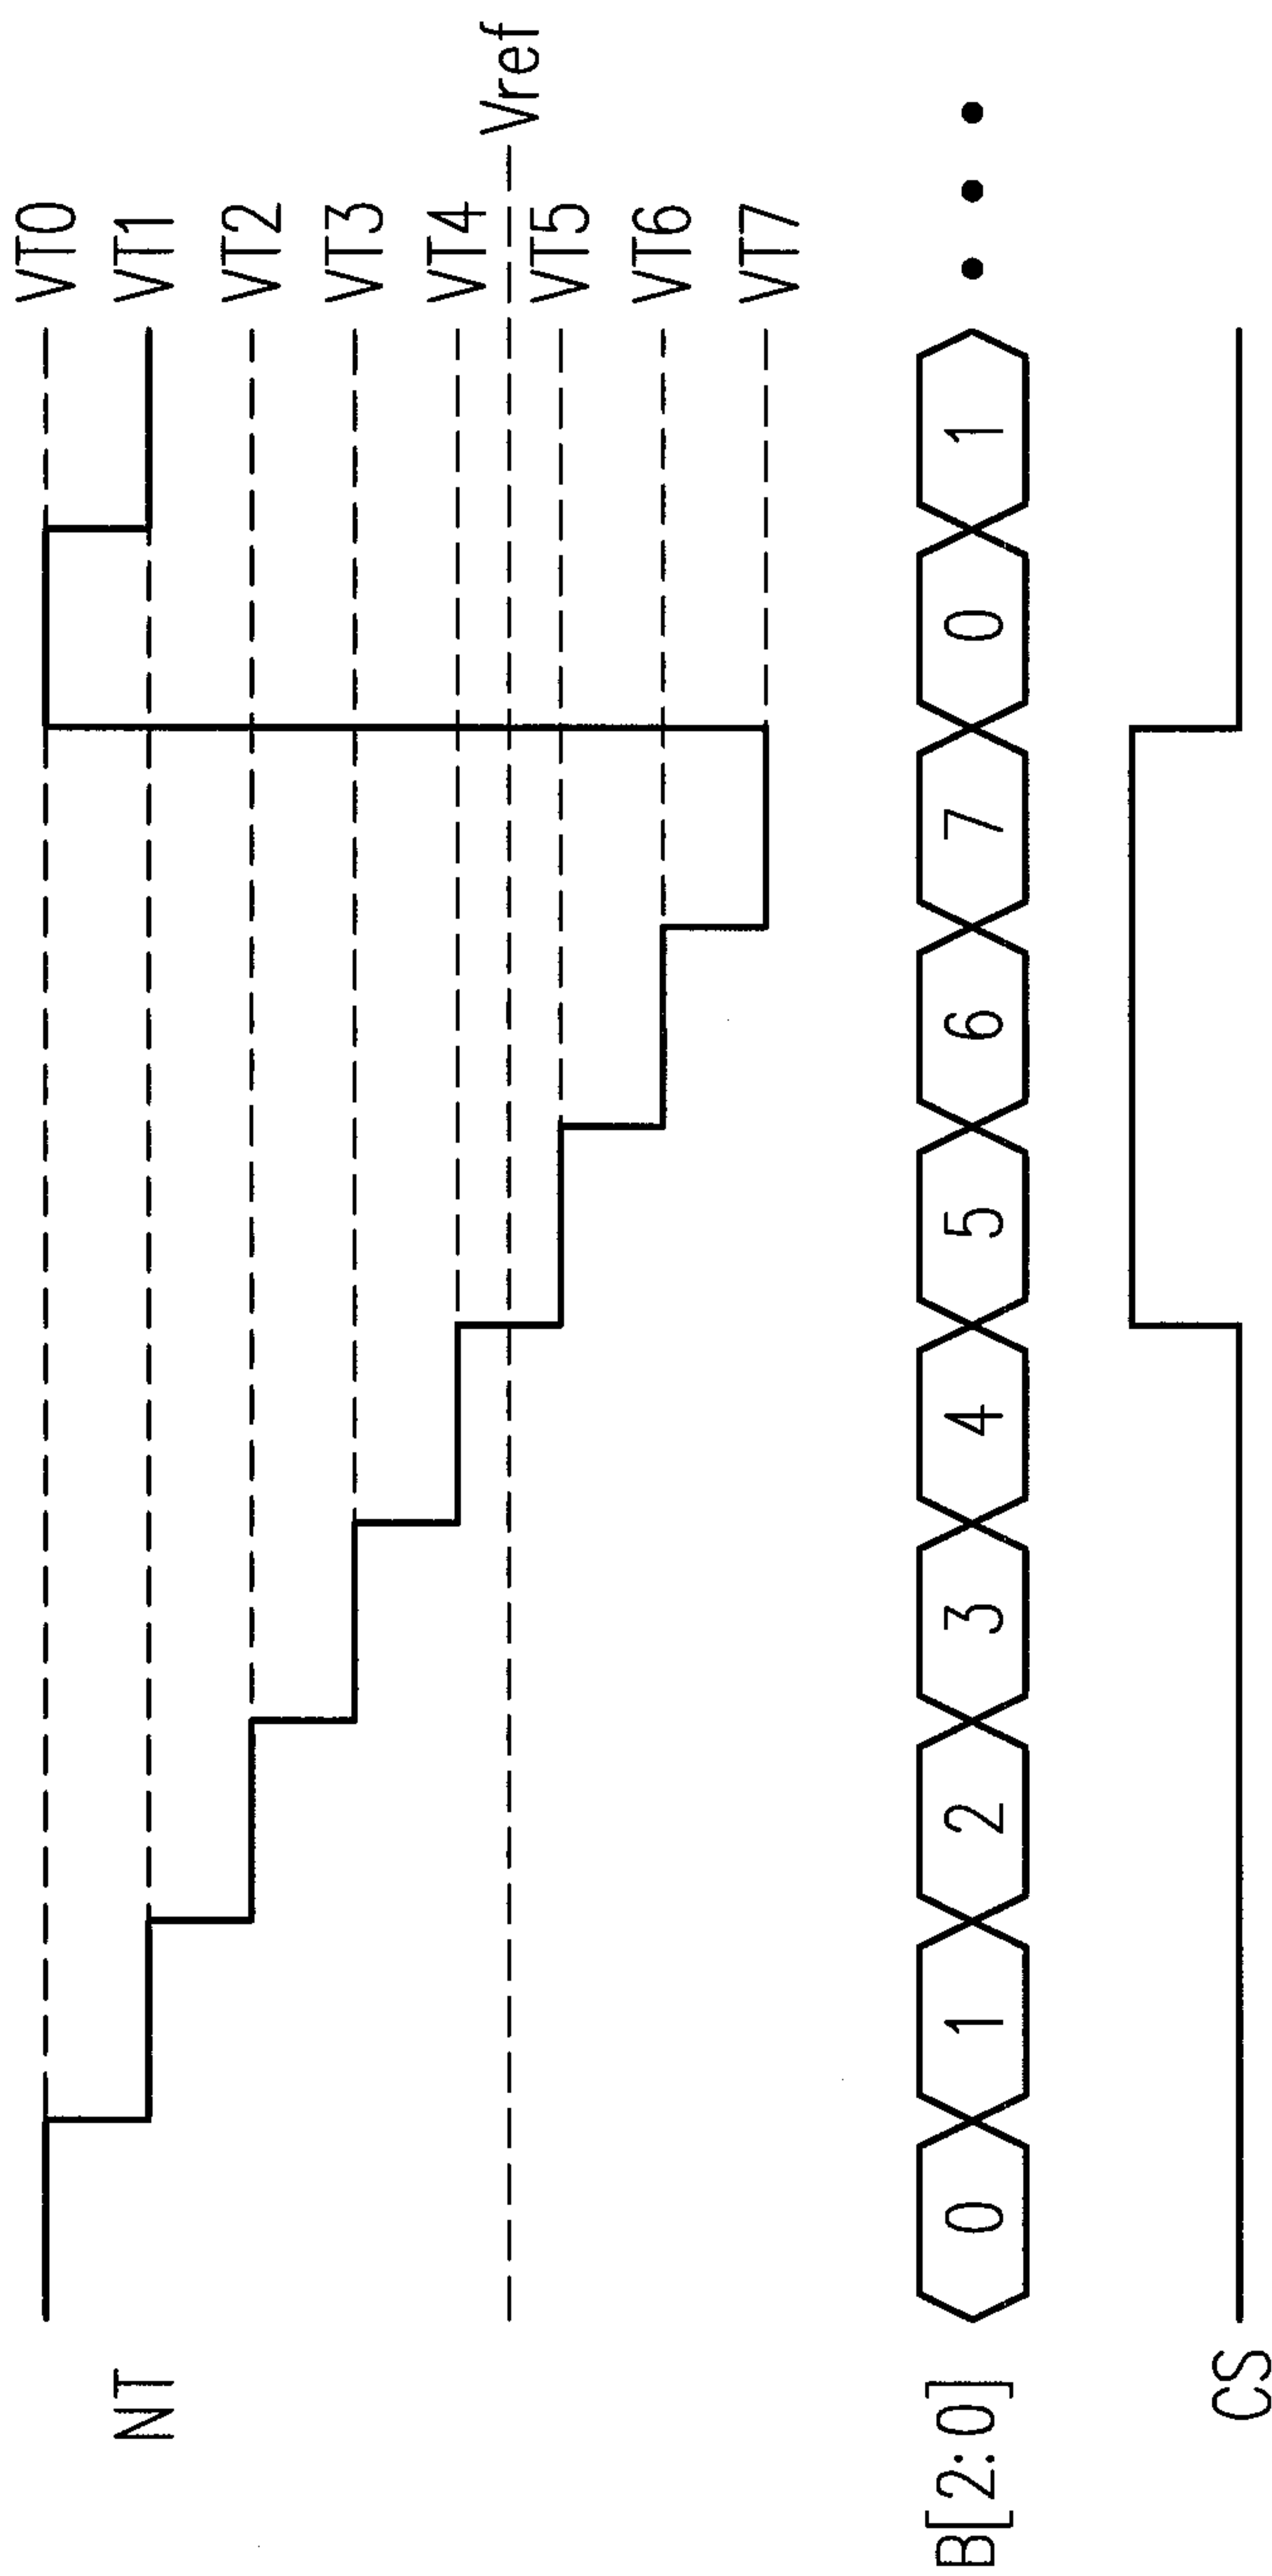 NT
VT0
VT1
VT2
VT3
VT4
Vref
VT5
VT6
VT7
B[2:0] 0 1 2 3 4 5 6 7 0 1
CS